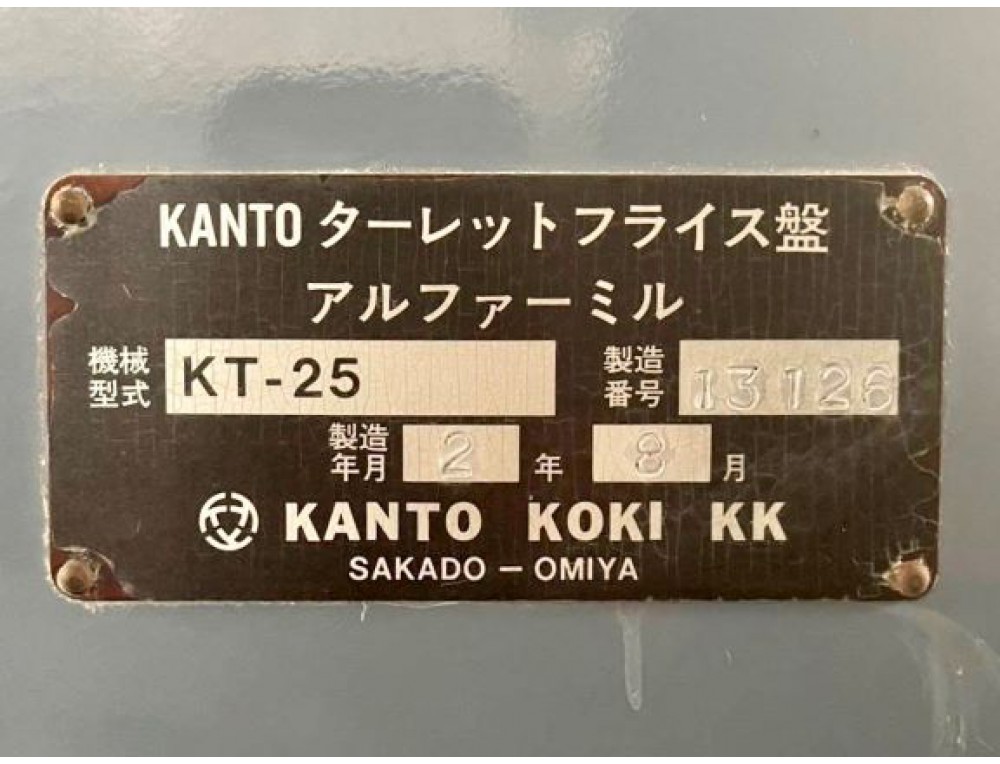 KANTO ターレットフライス盤
アルファーミル
機械型式 KT-25 製造番号 13126
製造年月 2 年 8 月
KANTO KOKI KK
SAKADO — OMIYA